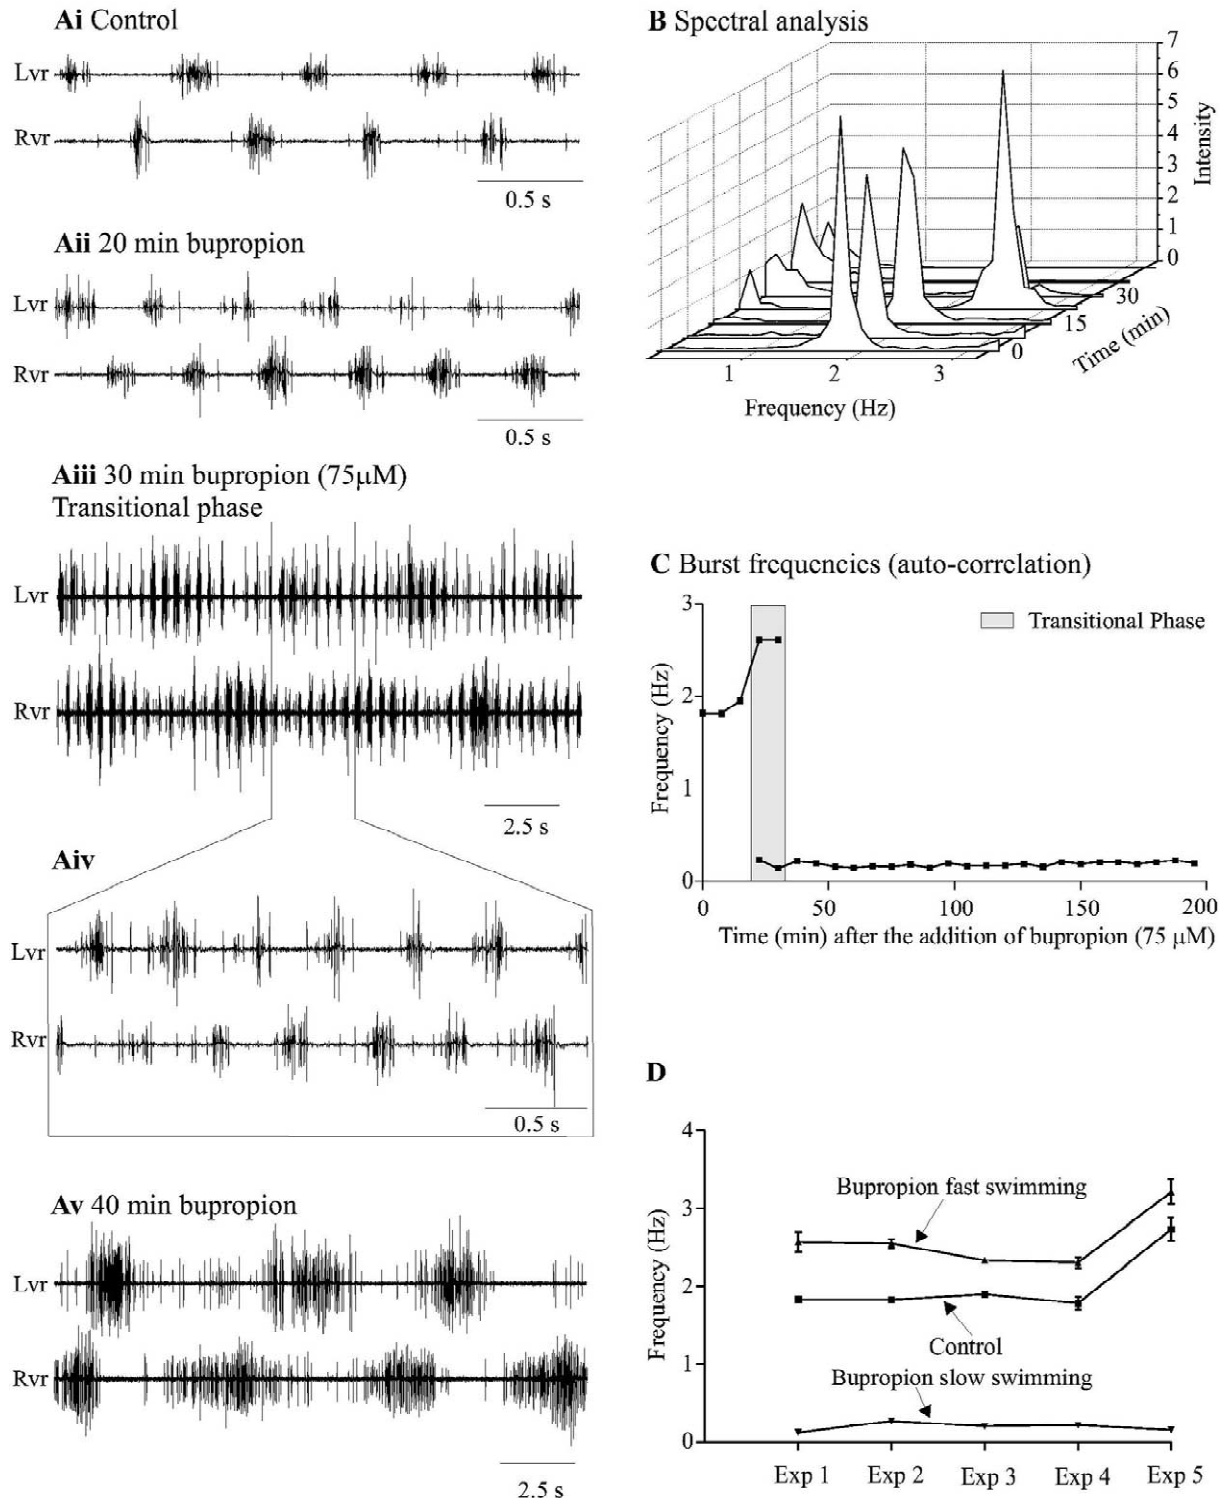 Ai Control
Lvr
Rvr
0.5 s
Aii 20 min bupropion
Lvr
Rvr
0.5 s
Aiii 30 min bupropion (75μM)
Transitional phase
Lvr
Rvr
2.5 s
Aiv
Lvr
Rvr
0.5 s
Av 40 min bupropion
Lvr
Rvr
2.5 s
B Spectral analysis
7
6
5
4
3
2
1
0
Intensity
30
15
0
Time (min)
1 2 3
Frequency (Hz)
C Burst frequencies (auto-correlation)
3
2
1
0
Frequency (Hz)
Transitional Phase
0 50 100 150 200
Time (min) after the addition of bupropion (75 μM)
D
4
3
2
1
0
Frequency (Hz)
Bupropion fast swimming
Control
Bupropion slow swimming
Exp 1 Exp 2 Exp 3 Exp 4 Exp 5